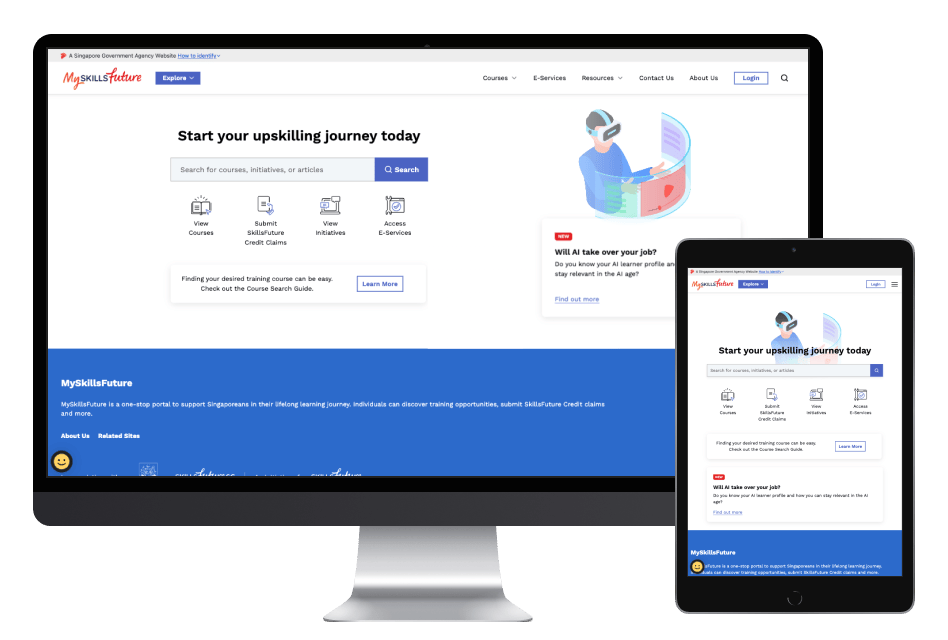 A Singapore Government Agency Website How to identify
MySKILLSfuture
Explore
Courses
E-Services
Resources
Contact Us
About Us
Login
Start your upskilling journey today
Search for courses, initiatives, or articles
Search
View
Courses
Submit
SkillsFuture
Credit Claims
View
Initiatives
Access
E-Services
Finding your desired training course can be easy.
Check out the Course Search Guide.
Learn More
NEW
Will AI take over your job?
Do you know your AI learner profile an
stay relevant in the AI age?
Find out more
MySkillsFuture
MySkillsFuture is a one-stop portal to support Singaporeans in their lifelong learning journey. Individuals can discover training opportunities, submit SkillsFuture Credit claims
and more.
About Us Related Sites
A Singapore Government Agency Website How to identify
MySKILLSfuture
Explore
Login
Start your upskilling journey today
Search for courses, initiatives, or articles
View
Courses
Submit
SkillsFuture
Credit Claims
View
Initiatives
Access
E-Services
Finding your desired training course can be easy.
Check out the Course Search Guide
Learn More
NEW
Will AI take over your job?
Do you know your AI learner profile and how you can stay relevant in the AI
age?
Find out more
MySkillsFuture
sFuture is a one-stop portal to support Singaporeans in their lifelong learning journey.
iduals can discover training opportunities, submit SkillsFuture Credit claims and more.